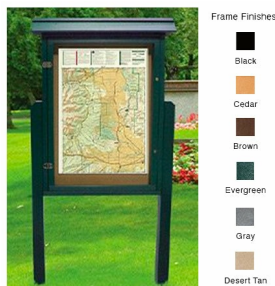 Frame Finishes
Black
Cedar
Brown
Evergreen
Gray
Desert Tan